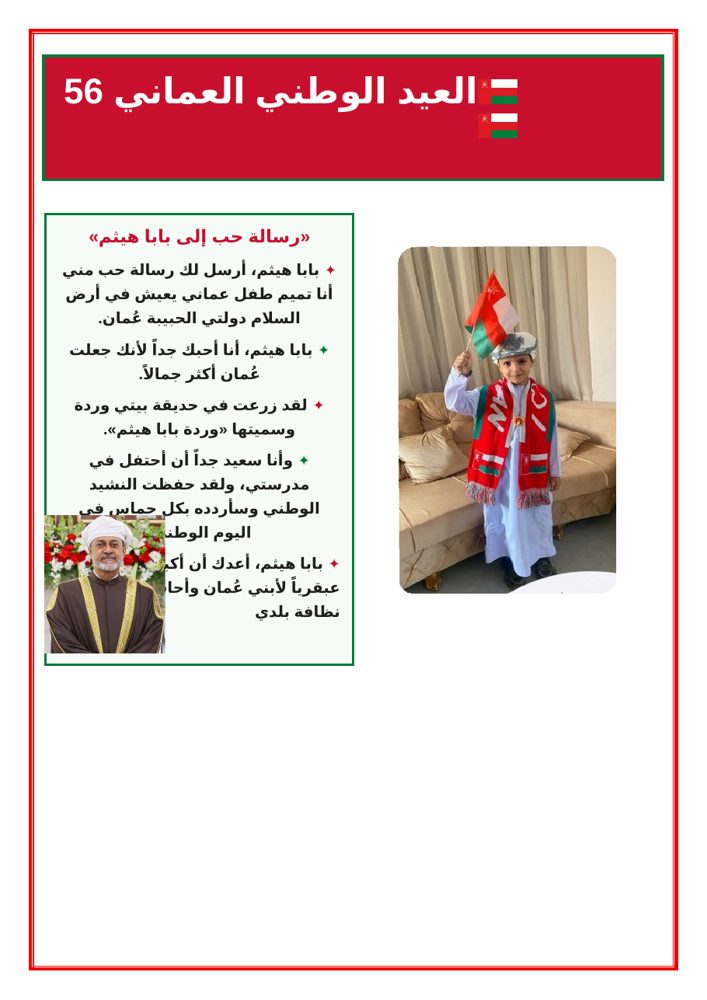 العيد الوطني العماني 56
«رسالة حب إلى بابا هيثم»
✦ بابا هيثم، أرسل لك رسالة حب مني
أنا تميم طفل عماني يعيش في أرض
السلام دولتي الحبيبة عُمان.
✦ بابا هيثم، أنا أحبك جداً لأنك جعلت
عُمان أكثر جمالاً.
✦ لقد زرعت في حديقة بيتي وردة
وسميتها «وردة بابا هيثم».
✦ وأنا سعيد جداً أن أحتفل في
مدرستي، ولقد حفظت النشيد
الوطني وسأردده بكل حماس في
اليوم
✦ بابا هيثم، أعدك أن
عبقرياً لأبني عُمان
نظافة بلدي